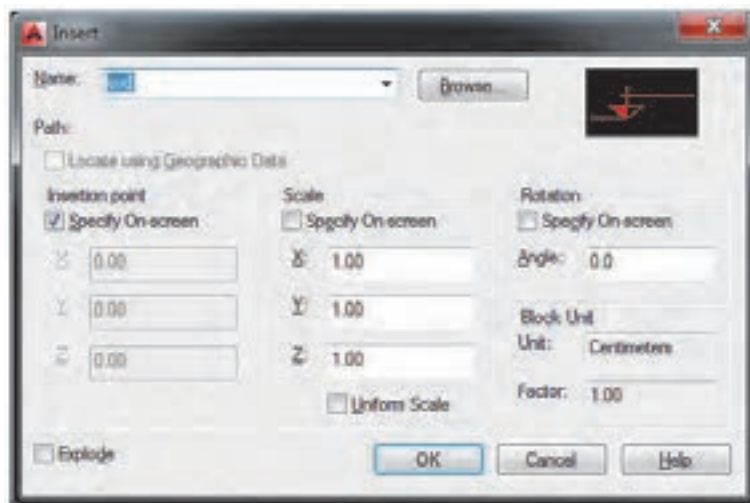 Insert
Name:
Browse...
Path:
Locate using Geographic Data
Insertion point
Specify On-screen
X: 0.00
Y: 0.00
Z: 0.00
Scale
Specify On-screen
X: 1.00
Y: 1.00
Z: 1.00
Uniform Scale
Rotation
Specify On-screen
Angle: 0.0
Block Unit
Unit: Centimeters
Factor: 1.00
Explode
OK
Cancel
Help